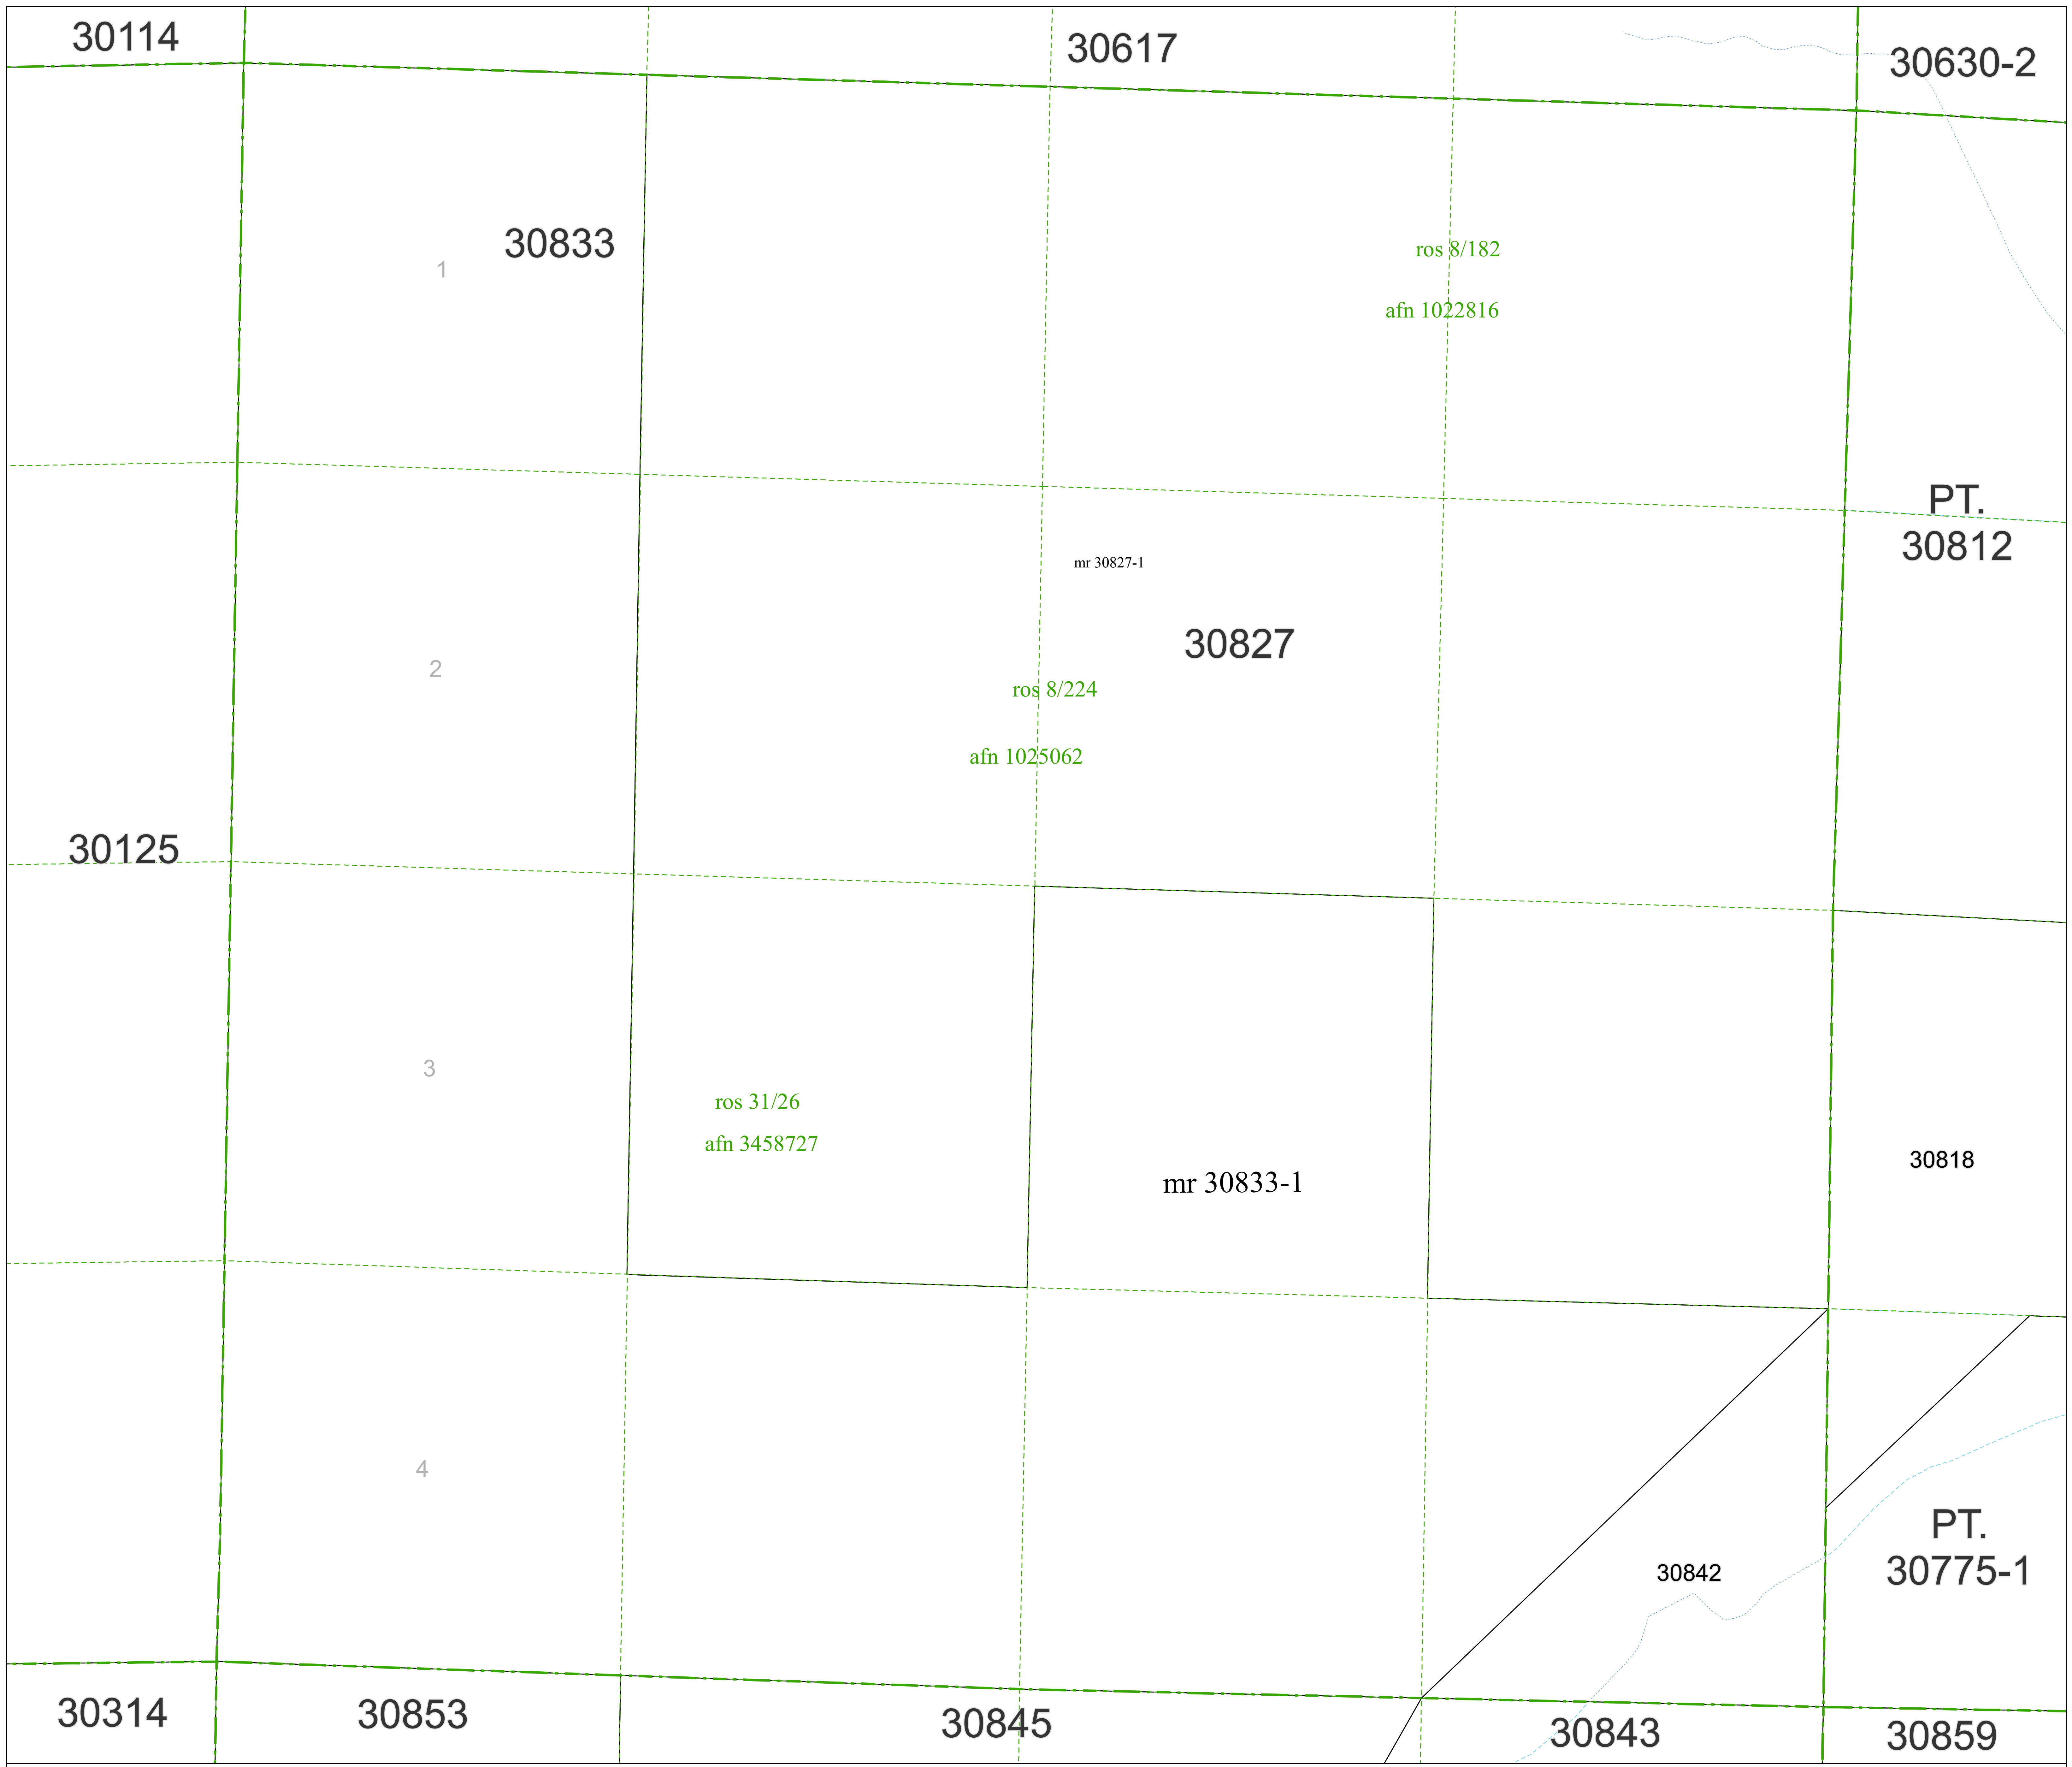 30114
30617
30630-2
30833
1
ros 8/182
afn 1022816
PT.
30812
mr 30827-1
30827
2
ros 8/224
afn 1025062
30125
3
ros 31/26
afn 3458727
mr 30833-1
30818
4
PT.
30775-1
30842
30314
30853
30845
30843
30859